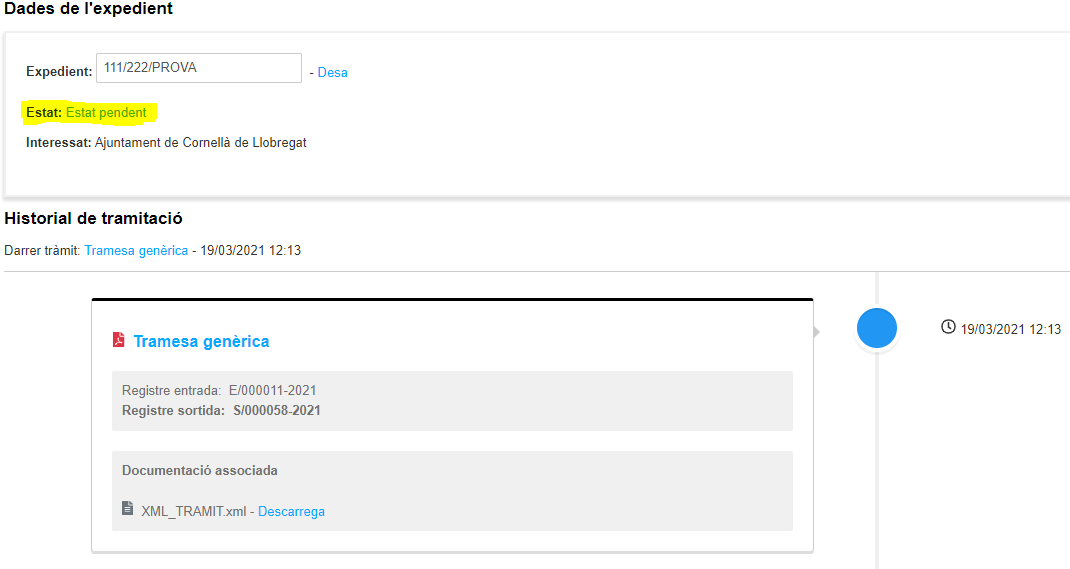 Dades de l'expedient
Expedient: 111/222/PROVA - Desa
Estat: Estat pendent
Interessat: Ajuntament de Cornellà de Llobregat
Historial de tramitació
Darrer tràmit: Tramesa genèrica - 19/03/2021 12:13
Tramesa genèrica
19/03/2021 12:13
Registre entrada: E/000011-2021
Registre sortida: S/000058-2021
Documentació associada
XML_TRAMIT.xml - Descarrega